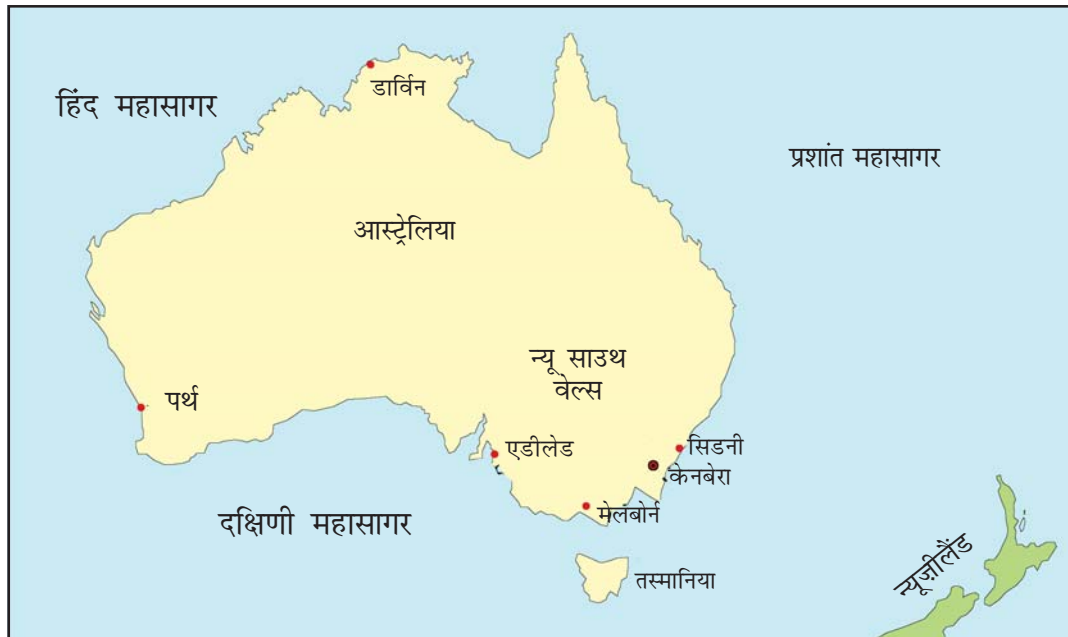 डार्विन
हिंद महासागर
प्रशांत महासागर
आस्ट्रेलिया
न्यू साउथ
वेल्स
पर्थ
एडीलेड
सिडनी
केनबेरा
मेलबोर्न
दक्षिणी महासागर
तस्मानिया
न्यूज़ीलैंड